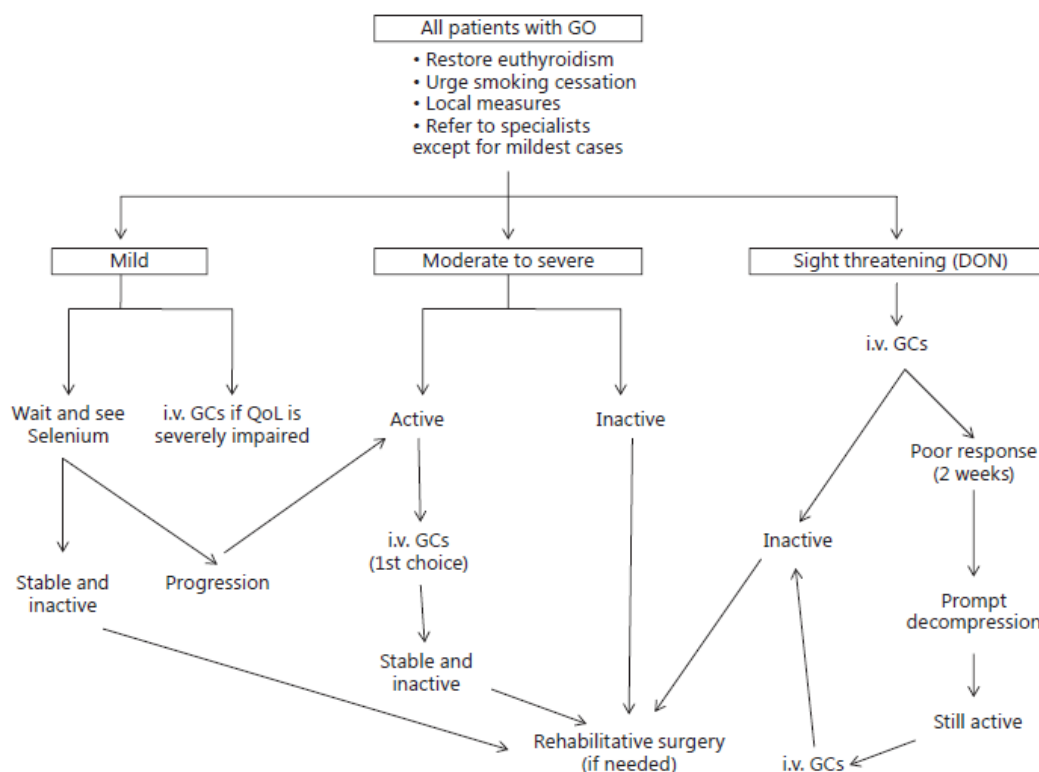 All patients with GO
• Restore euthyroidism
• Urge smoking cessation
• Local measures
• Refer to specialists
except for mildest cases
Mild
Moderate to severe
Sight threatening (DON)
i.v. GCs
Wait and see
Selenium
i.v. GCs if QoL is
severely impaired
Active
Inactive
Poor response
(2 weeks)
i.v. GCs
(1st choice)
Inactive
Stable and
inactive
Progression
Prompt
decompression
Stable and
inactive
Still active
Rehabilitative surgery
(if needed)
i.v. GCs